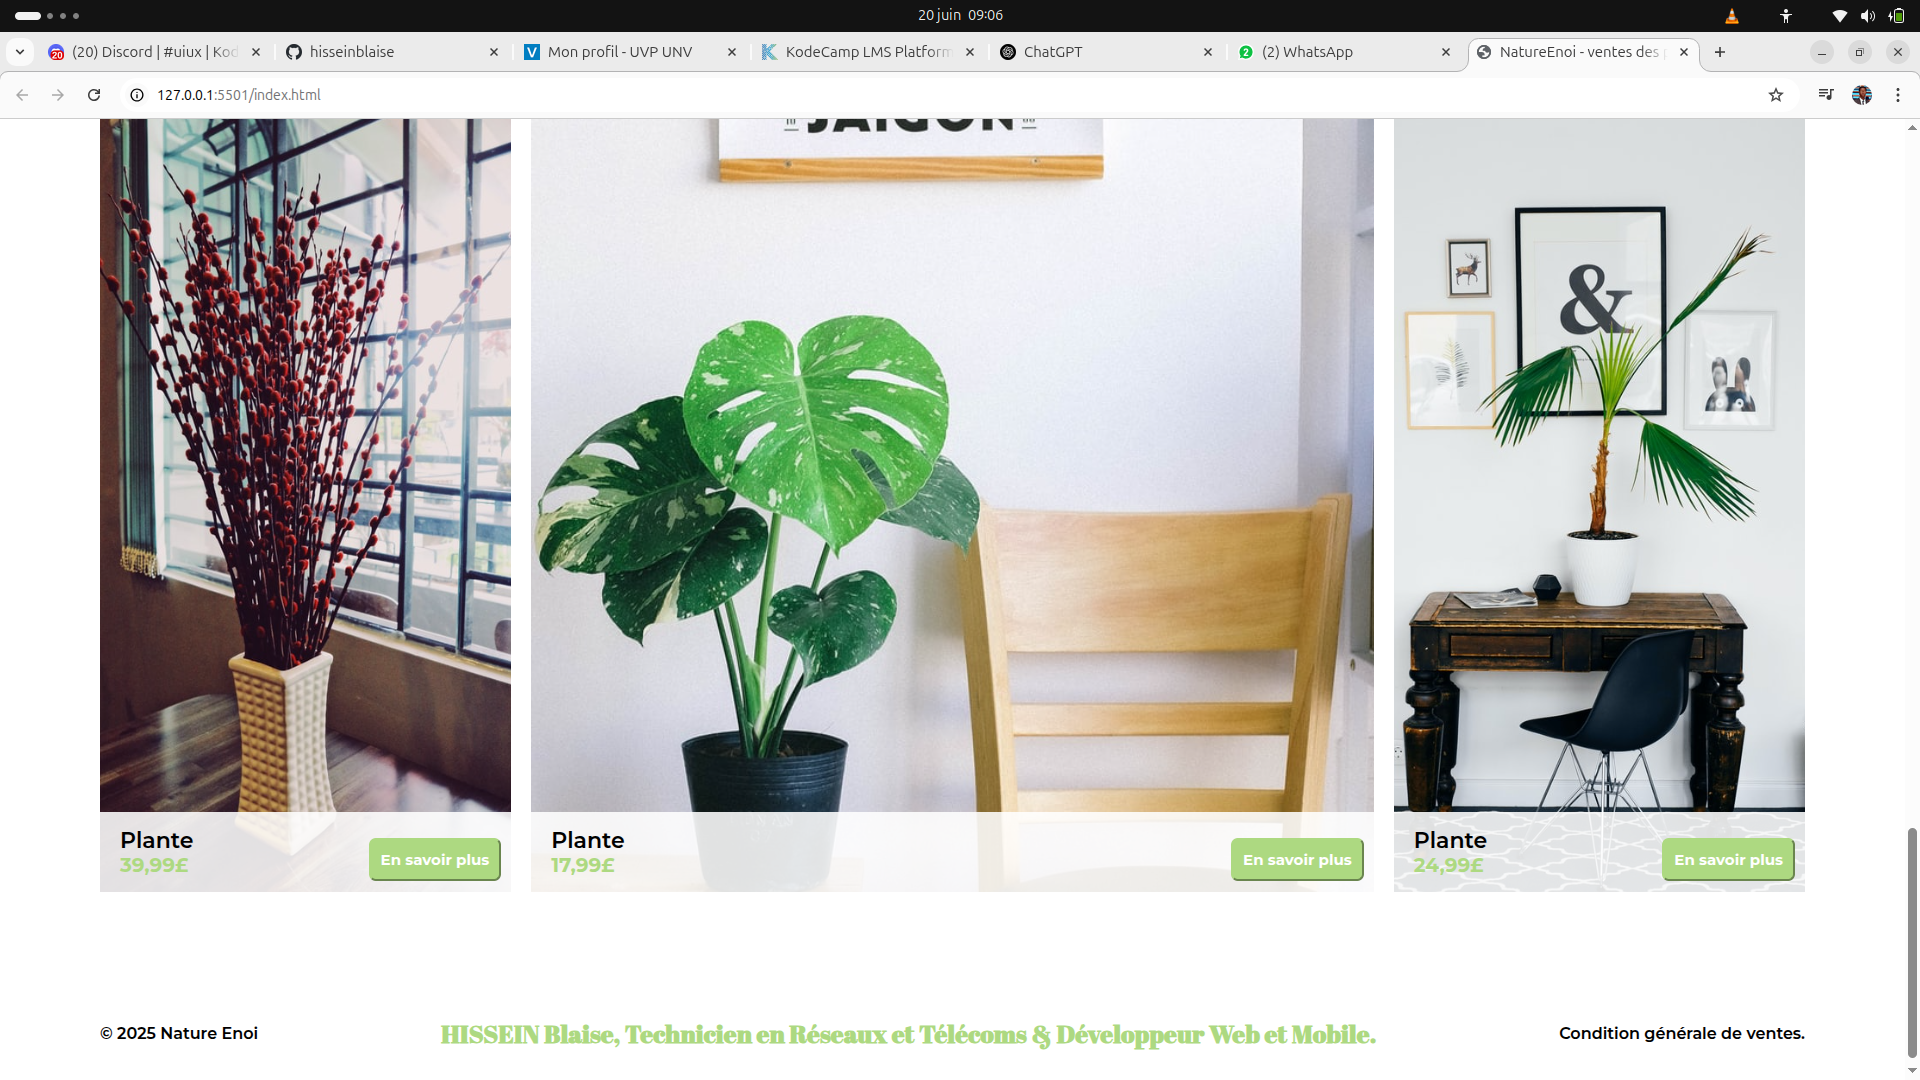 20 juin 09:06
(20) Discord | #uiux | Kod
hisseinblaise
Mon profil - UVP UNV
KodeCamp LMS Platform
ChatGPT
(2) WhatsApp
NatureEnoi - ventes des p
127.0.0.1:5501/index.html
&
Plante
39,99£
En savoir plus
Plante
17,99£
En savoir plus
Plante
24,99£
En savoir plus
© 2025 Nature Enoi
HISSEIN Blaise, Technicien en Réseaux et Télécoms & Développeur Web et Mobile.
Condition générale de ventes.